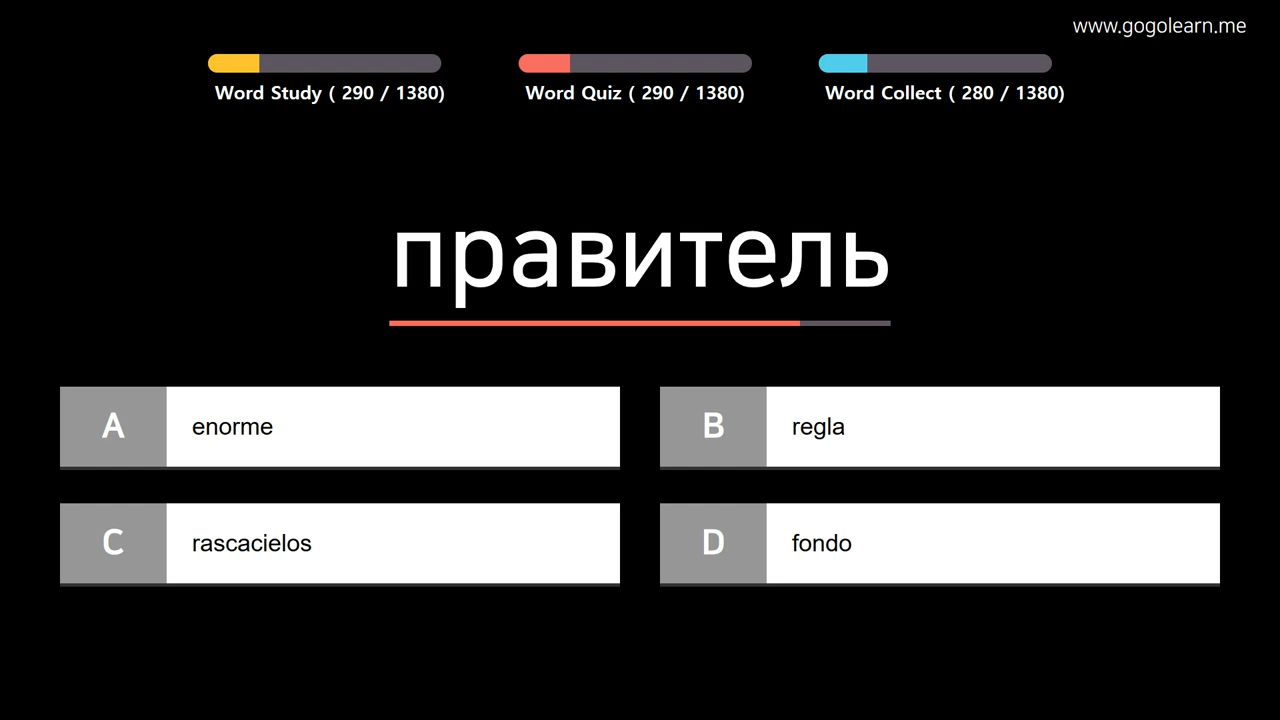 www.gogolearn.me
Word Study ( 290 / 1380)
Word Quiz ( 290 / 1380)
Word Collect ( 280 / 1380)
правитель
A enorme
B regla
C rascacielos
D fondo